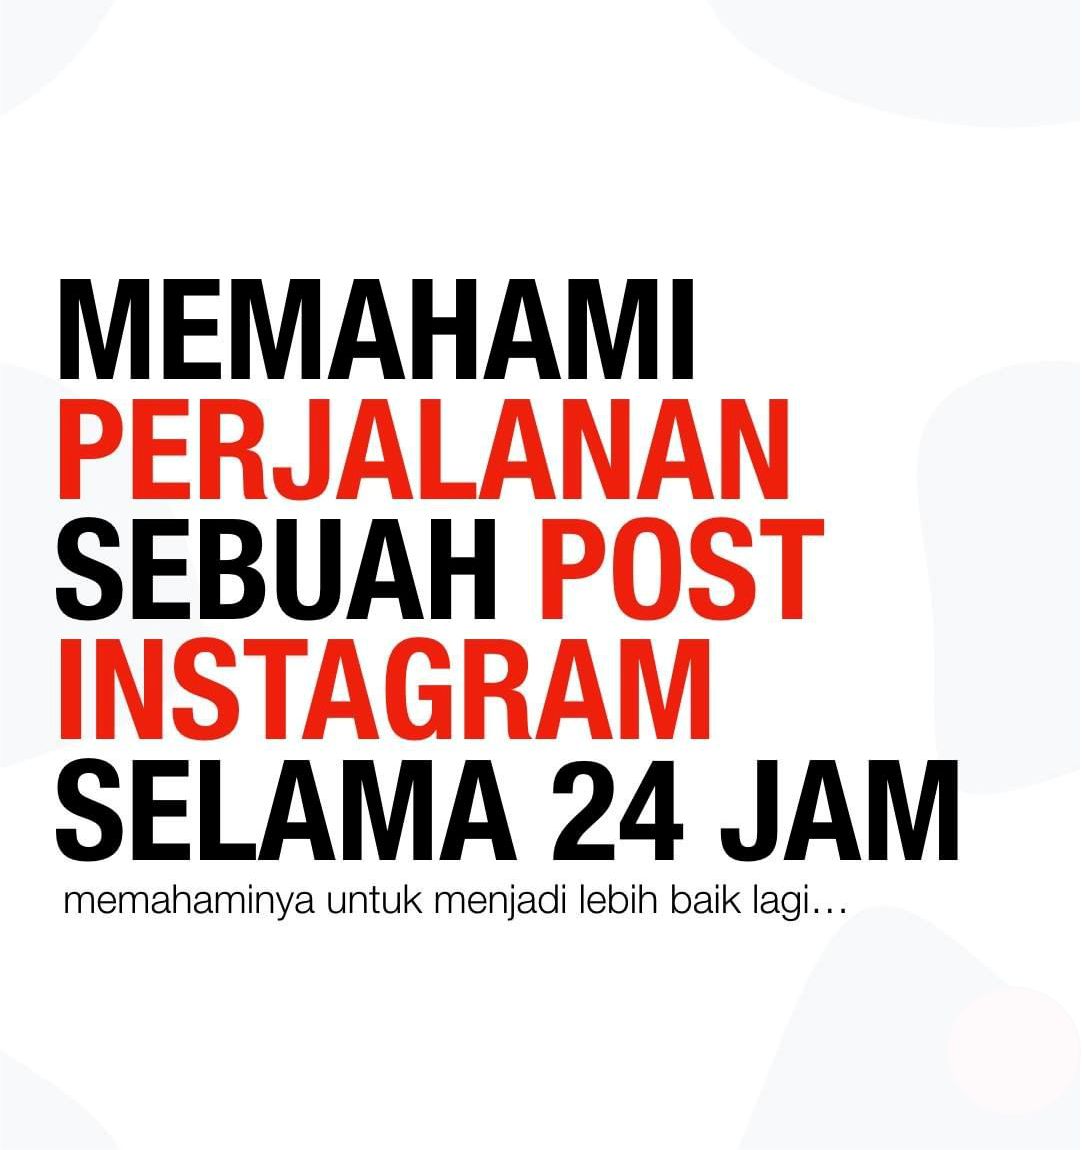 MEMAHAMI
PERJALANAN
SEBUAH POST
INSTAGRAM
SELAMA 24 JAM
memahaminya untuk menjadi lebih baik lagi...